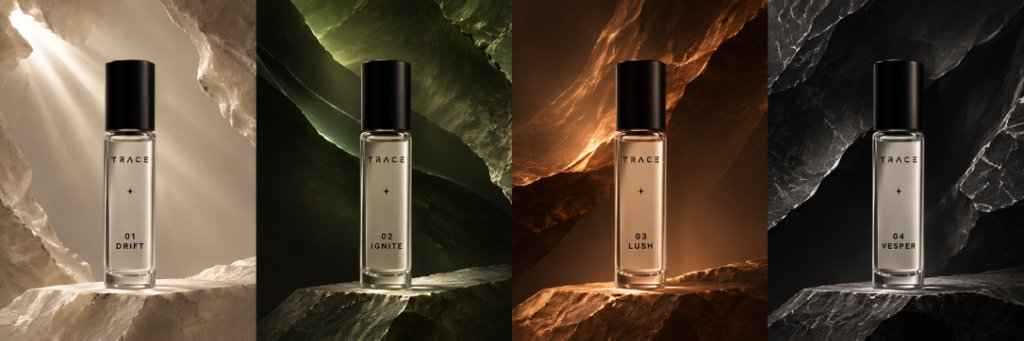 TRACE
01
DRIFT
TRACE
02
IGNITE
TRACE
03
LUSH
TRACE
04
VESPER